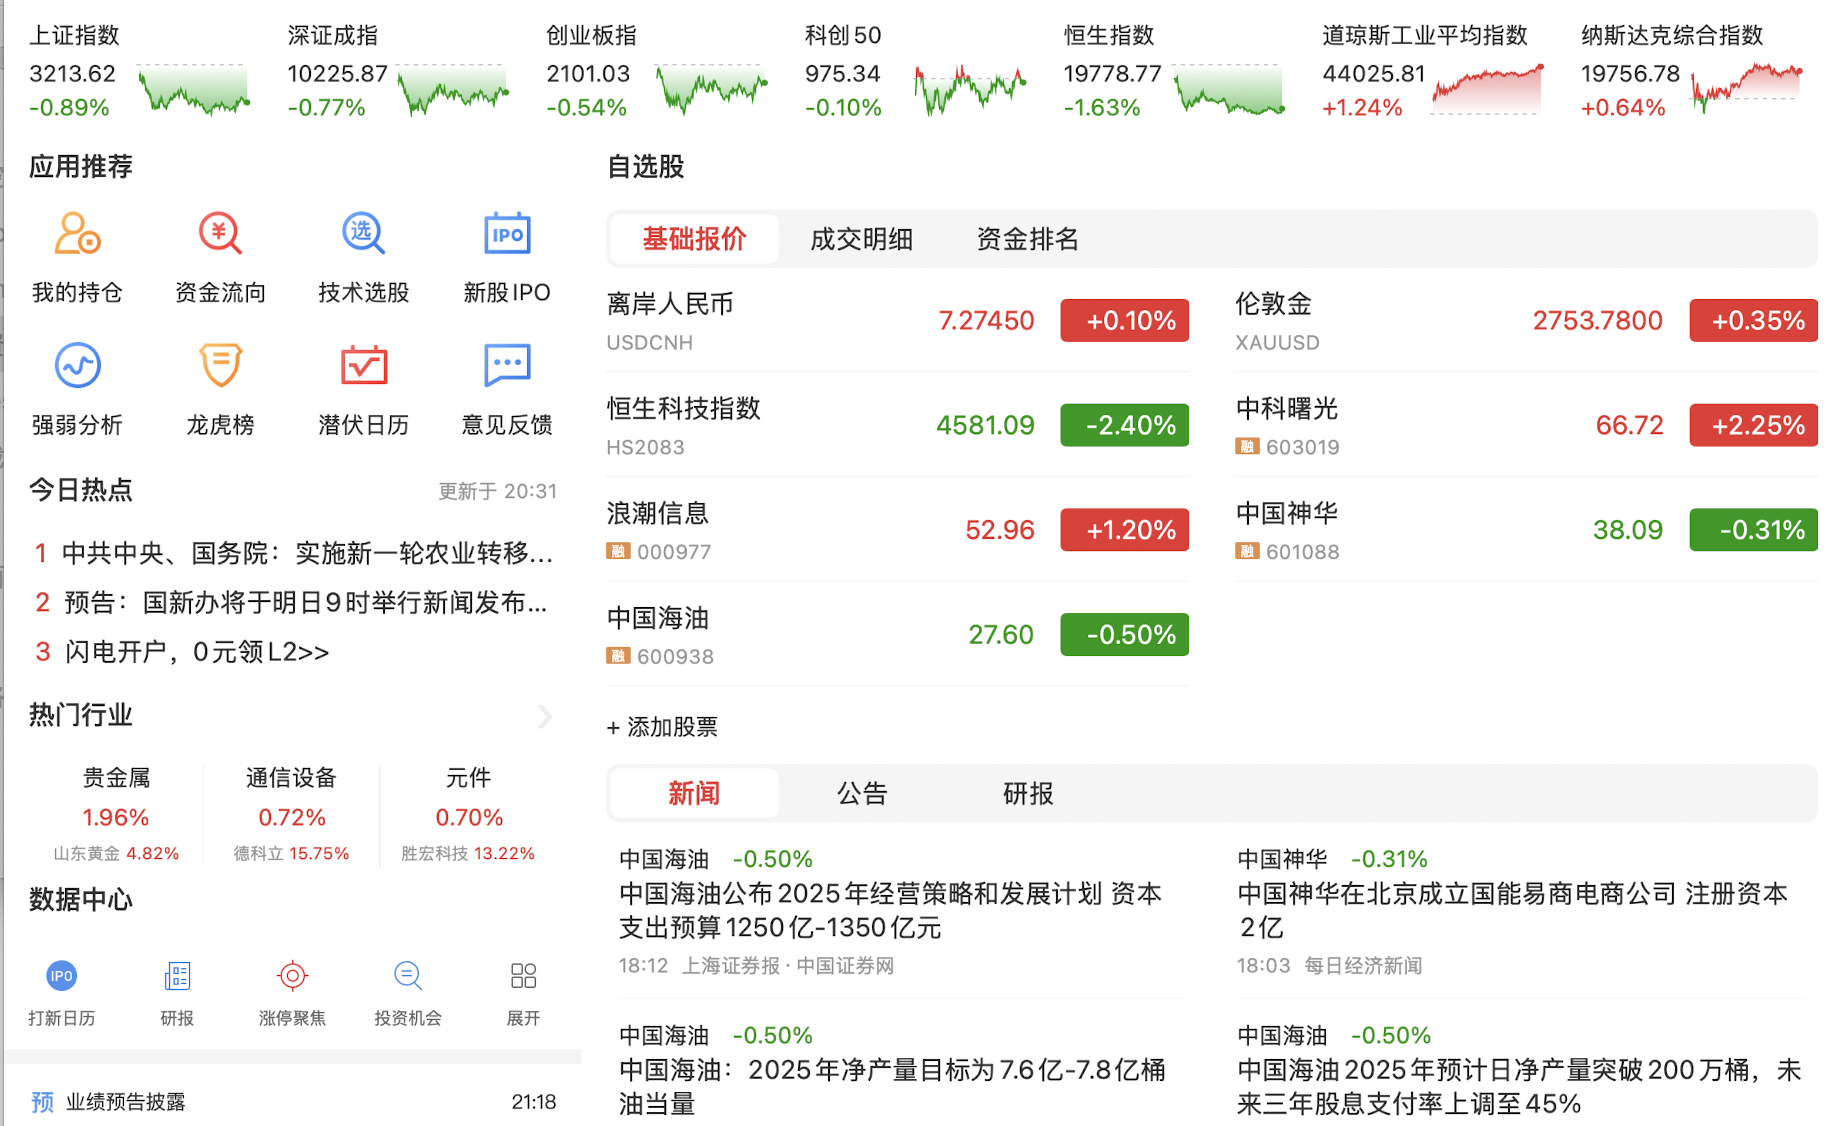 上证指数
3213.62
-0.89%
深证成指
10225.87
-0.77%
创业板指
2101.03
-0.54%
科创50
975.34
-0.10%
恒生指数
19778.77
-1.63%
道琼斯工业平均指数
44025.81
+1.24%
纳斯达克综合指数
19756.78
+0.64%
应用推荐
¥
选
IPO
我的持仓 资金流向 技术选股 新股IPO
强弱分析 龙虎榜 潜伏日历 意见反馈
今日热点 更新于 20:31
1 中共中央、国务院：实施新一轮农业转移...
2 预告：国新办将于明日9时举行新闻发布...
3 闪电开户，0元领L2>>
热门行业
贵金属
1.96%
山东黄金 4.82%
通信设备
0.72%
德科立 15.75%
元件
0.70%
胜宏科技 13.22%
数据中心
IPO
打新日历 研报 涨停聚焦 投资机会 展开
预 业绩预告披露 21:18
自选股
基础报价 成交明细 资金排名
离岸人民币 7.27450 +0.10%
USDCNH
伦敦金 2753.7800 +0.35%
XAUUSD
恒生科技指数 4581.09 -2.40%
HS2083
中科曙光 66.72 +2.25%
融 603019
浪潮信息 52.96 +1.20%
融 000977
中国神华 38.09 -0.31%
融 601088
中国海油 27.60 -0.50%
融 600938
+ 添加股票
新闻 公告 研报
中国海油 -0.50%
中国海油公布2025年经营策略和发展计划 资本
支出预算1250亿-1350亿元
18:12 上海证券报·中国证券网
中国神华 -0.31%
中国神华在北京成立国能易商电商公司 注册资本
2亿
18:03 每日经济新闻
中国海油 -0.50%
中国海油：2025年净产量目标为7.6亿-7.8亿桶
油当量
中国海油 -0.50%
中国海油2025年预计日净产量突破200万桶，未
来三年股息支付率上调至45%